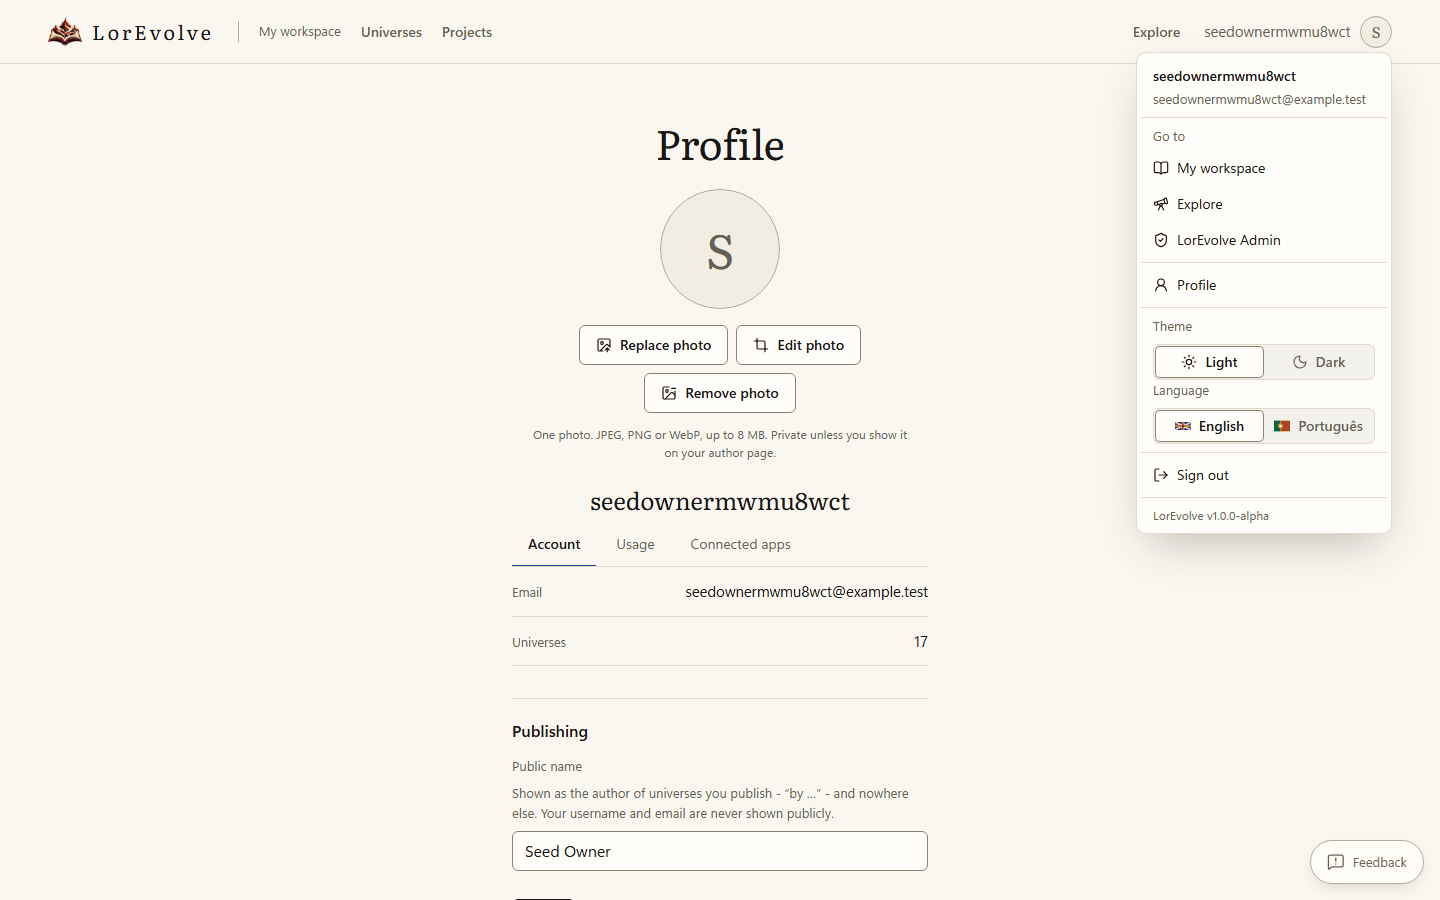 LorEvolve
My workspace
Universes
Projects
Explore
seedownermwmu8wct
S
seedownermwmu8wct
seedownermwmu8wct@example.test
Go to
My workspace
Explore
LorEvolve Admin
Profile
Theme
Light
Dark
Language
English
Português
Sign out
LorEvolve v1.0.0-alpha
Profile
S
Replace photo
Edit photo
Remove photo
One photo. JPEG, PNG or WebP, up to 8 MB. Private unless you show it
on your author page.
seedownermwmu8wct
Account
Usage
Connected apps
Email
seedownermwmu8wct@example.test
Universes
17
Publishing
Public name
Shown as the author of universes you publish - “by ...” - and nowhere
else. Your username and email are never shown publicly.
Seed Owner
Feedback